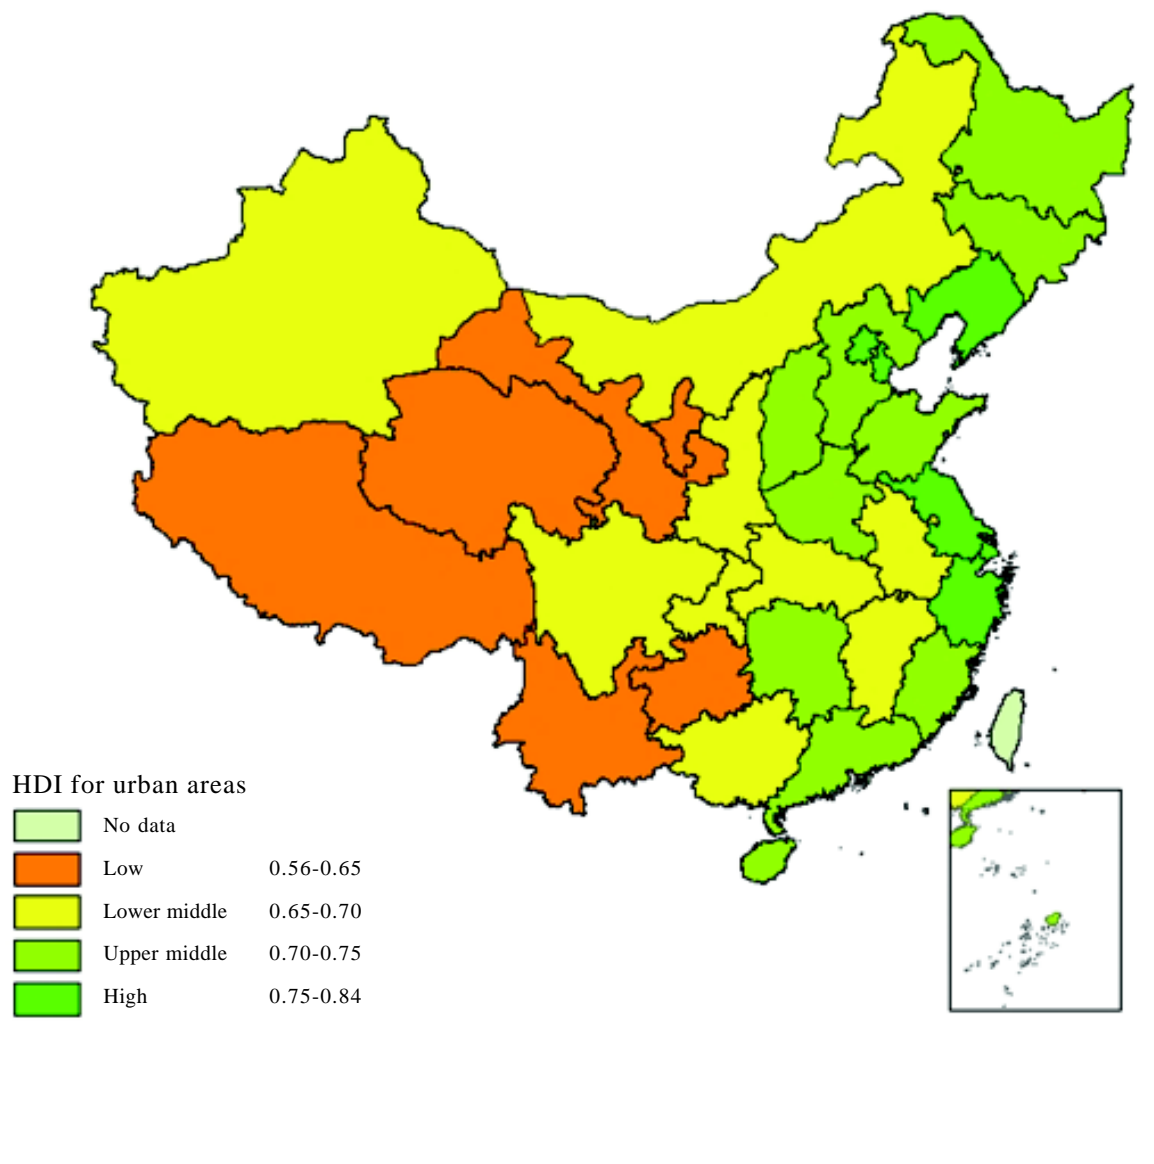 HDI for urban areas
No data
Low 0.56-0.65
Lower middle 0.65-0.70
Upper middle 0.70-0.75
High 0.75-0.84